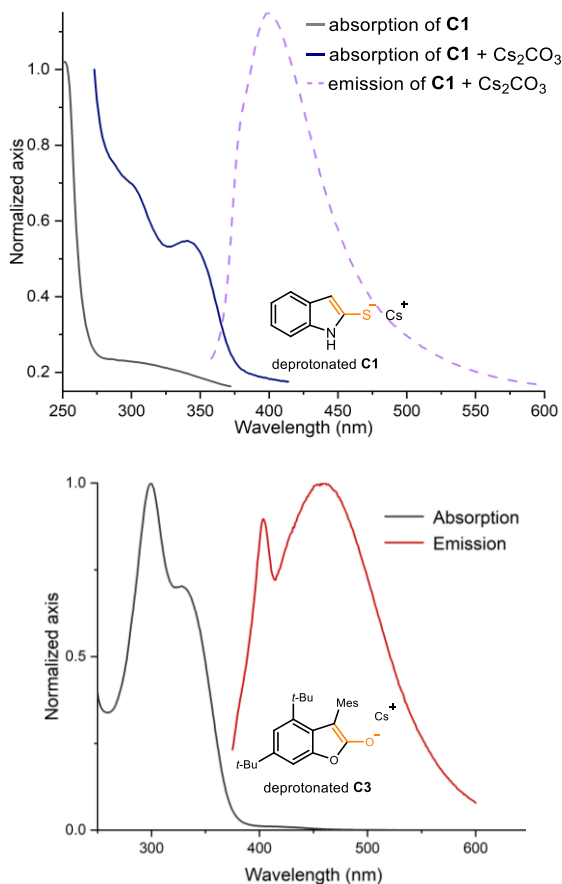 absorption of C1
absorption of C1 + Cs₂CO₃
emission of C1 + Cs₂CO₃
Normalized axis
1.0
0.8
0.6
0.4
0.2
S⁻ Cs⁺
N
H
deprotonated C1
250 300 350 400 450 500 550 600
Wavelength (nm)
Normalized axis
1.0
0.5
0.0
Absorption
Emission
t-Bu Mes Cs⁺
O⁻
t-Bu O
deprotonated C3
300 400 500 600
Wavelength (nm)